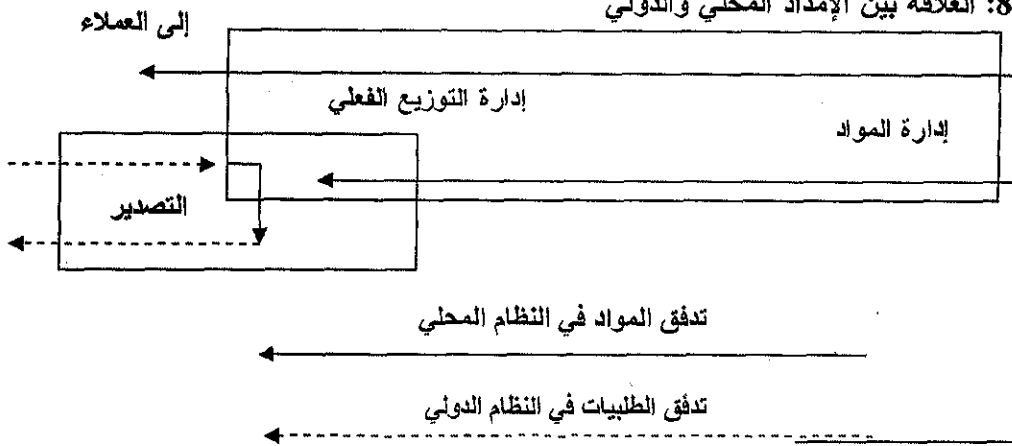 8: العلاقة بين الإمداد المحلي والدولي
إلى العملاء
إدارة التوزيع الفعلي
إدارة المواد
التصدير
تدفق المواد في النظام المحلي
تدفق الطلبيات في النظام الدولي